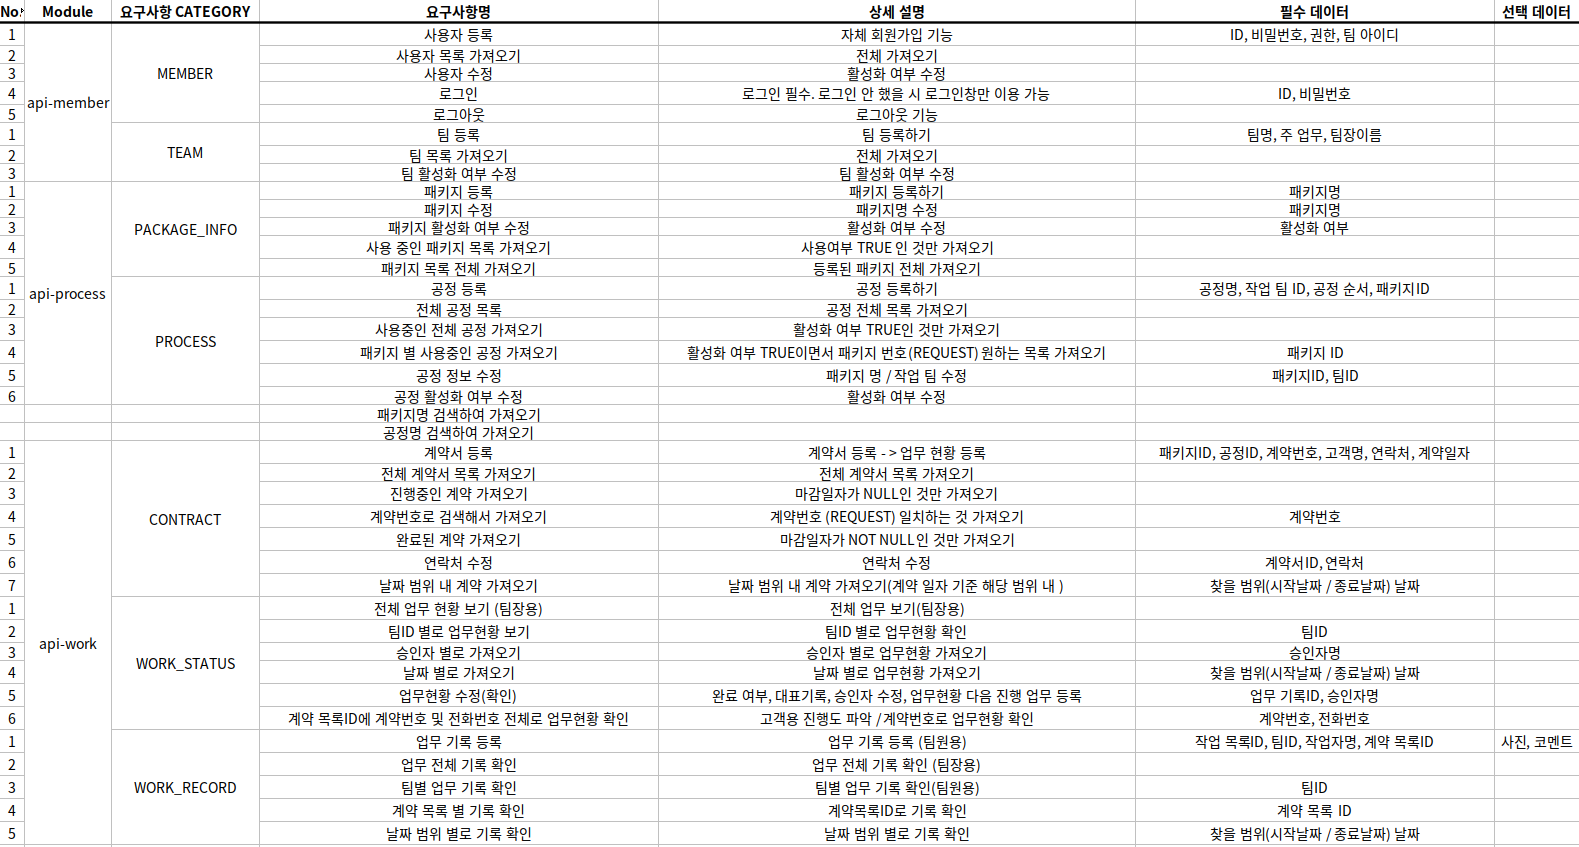 No. Module 요구사항 CATEGORY 요구사항명 상세 설명 필수 데이터 선택 데이터
api-member
MEMBER
1 사용자 등록 자체 회원가입 기능 ID, 비밀번호, 권한, 팀 아이디
2 사용자 목록 가져오기 전체 가져오기
3 사용자 수정 활성화 여부 수정
4 로그인 로그인 필수. 로그인 안 했을 시 로그인창만 이용 가능 ID, 비밀번호
5 로그아웃 로그아웃 기능
TEAM
1 팀 등록 팀 등록하기 팀명, 주 업무, 팀장이름
2 팀 목록 가져오기 전체 가져오기
3 팀 활성화 여부 수정 팀 활성화 여부 수정
api-process
PACKAGE_INFO
1 패키지 등록 패키지 등록하기 패키지명
2 패키지 수정 패키지명 수정 패키지명
3 패키지 활성화 여부 수정 활성화 여부 수정 활성화 여부
4 사용 중인 패키지 목록 가져오기 사용여부 TRUE 인 것만 가져오기
5 패키지 목록 전체 가져오기 등록된 패키지 전체 가져오기
PROCESS
1 공정 등록 공정 등록하기 공정명, 작업 팀 ID, 공정 순서, 패키지ID
2 전체 공정 목록 공정 전체 목록 가져오기
3 사용중인 전체 공정 가져오기 활성화 여부 TRUE인 것만 가져오기
4 패키지 별 사용중인 공정 가져오기 활성화 여부 TRUE이면서 패키지 번호(REQUEST) 원하는 목록 가져오기 패키지 ID
5 공정 정보 수정 패키지 명 / 작업 팀 수정 패키지ID, 팀ID
6 공정 활성화 여부 수정 활성화 여부 수정
패키지명 검색하여 가져오기
공정명 검색하여 가져오기
api-work
CONTRACT
1 계약서 등록 계약서 등록 - > 업무 현황 등록 패키지ID, 공정ID, 계약번호, 고객명, 연락처, 계약일자
2 전체 계약서 목록 가져오기 전체 계약서 목록 가져오기
3 진행중인 계약 가져오기 마감일자가 NULL인 것만 가져오기
4 계약번호로 검색해서 가져오기 계약번호 (REQUEST) 일치하는 것 가져오기 계약번호
5 완료된 계약 가져오기 마감일자가 NOT NULL인 것만 가져오기
6 연락처 수정 연락처 수정 계약서ID, 연락처
7 날짜 범위 내 계약 가져오기 날짜 범위 내 계약 가져오기(계약 일자 기준 해당 범위 내 ) 찾을 범위(시작날짜 / 종료날짜) 날짜
WORK_STATUS
1 전체 업무 현황 보기 (팀장용) 전체 업무 보기(팀장용)
2 팀ID 별로 업무현황 보기 팀ID 별로 업무현황 확인 팀ID
3 승인자 별로 가져오기 승인자 별로 업무현황 가져오기 승인자명
4 날짜 별로 가져오기 날짜 별로 업무현황 가져오기 찾을 범위(시작날짜 / 종료날짜) 날짜
5 업무현황 수정(확인) 완료 여부, 대표기록, 승인자 수정, 업무현황 다음 진행 업무 등록 업무 기록ID, 승인자명
6 계약 목록ID에 계약번호 및 전화번호 전체로 업무현황 확인 고객용 진행도 파악 / 계약번호로 업무현황 확인 계약번호, 전화번호
WORK_RECORD
1 업무 기록 등록 업무 기록 등록 (팀원용) 작업 목록ID, 팀ID, 작업자명, 계약 목록ID 사진, 코멘트
2 업무 전체 기록 확인 업무 전체 기록 확인 (팀장용)
3 팀별 업무 기록 확인 팀별 업무 기록 확인(팀원용) 팀ID
4 계약 목록 별 기록 확인 계약목록ID로 기록 확인 계약 목록 ID
5 날짜 범위 별로 기록 확인 날짜 범위 별로 기록 확인 찾을 범위(시작날짜 / 종료날짜) 날짜